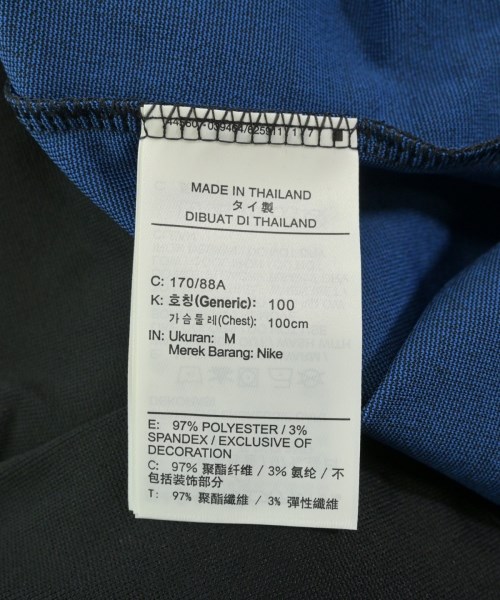 MADE IN THAILAND
タイ製
DIBUAT DI THAILAND
C: 170/88A
K: 호칭(Generic): 100
가슴둘레(Chest): 100cm
IN: Ukuran: M
Merek Barang: Nike
E: 97% POLYESTER / 3%
SPANDEX / EXCLUSIVE OF
DECORATION
C: 97% 聚酯纤维 / 3% 氨纶 / 不
包括装饰部分
T: 97% 聚酯纖維 / 3% 彈性纖維